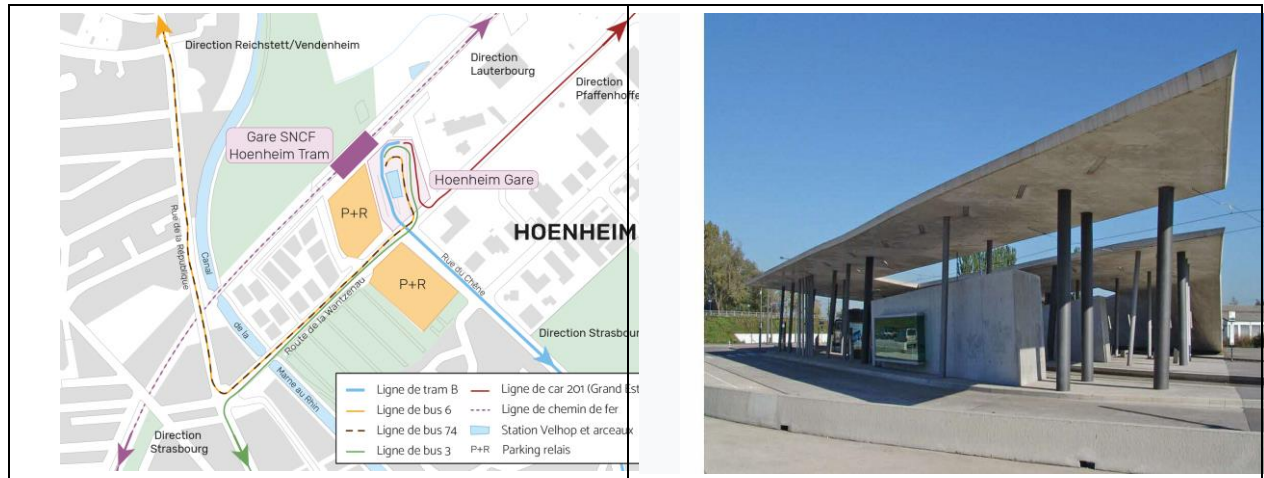 Direction Reichstett/Vendenheim
Direction
Lauterbourg
Direction
Pfaffenhoffe
Gare SNCF
Hoenheim Tram
Hoenheim Gare
P+R
HOENHEIM
P+R
Rue de la République
Canal
de la
Marne au Rhin
Route de la Wantzenau
Rue du Chêne
Direction Strasbour
Direction
Strasbourg
Ligne de tram B
Ligne de bus 6
Ligne de bus 74
Ligne de bus 3
Ligne de car 201 (Grand Est
Ligne de chemin de fer
Station Velhop et arceaux
P+R Parking relais